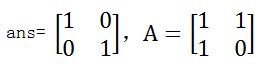 ans= [1 0; 0 1], A = [1 1; 1 0]